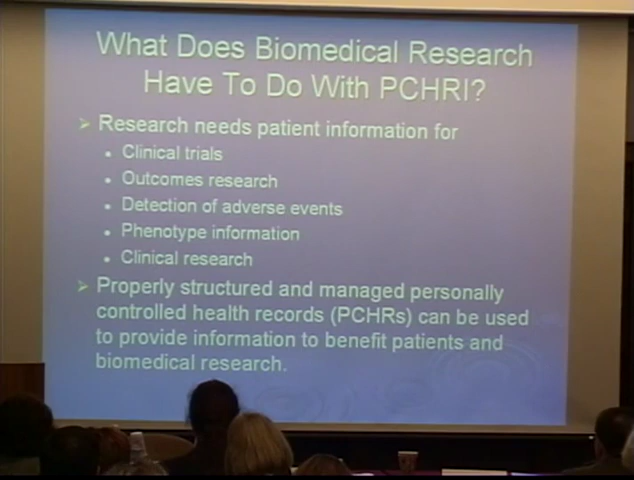 What Does Biomedical Research
Have To Do With PCHRI?
➢ Research needs patient information for
• Clinical trials
• Outcomes research
• Detection of adverse events
• Phenotype information
• Clinical research
➢ Properly structured and managed personally
controlled health records (PCHRs) can be used
to provide information to benefit patients and
biomedical research.